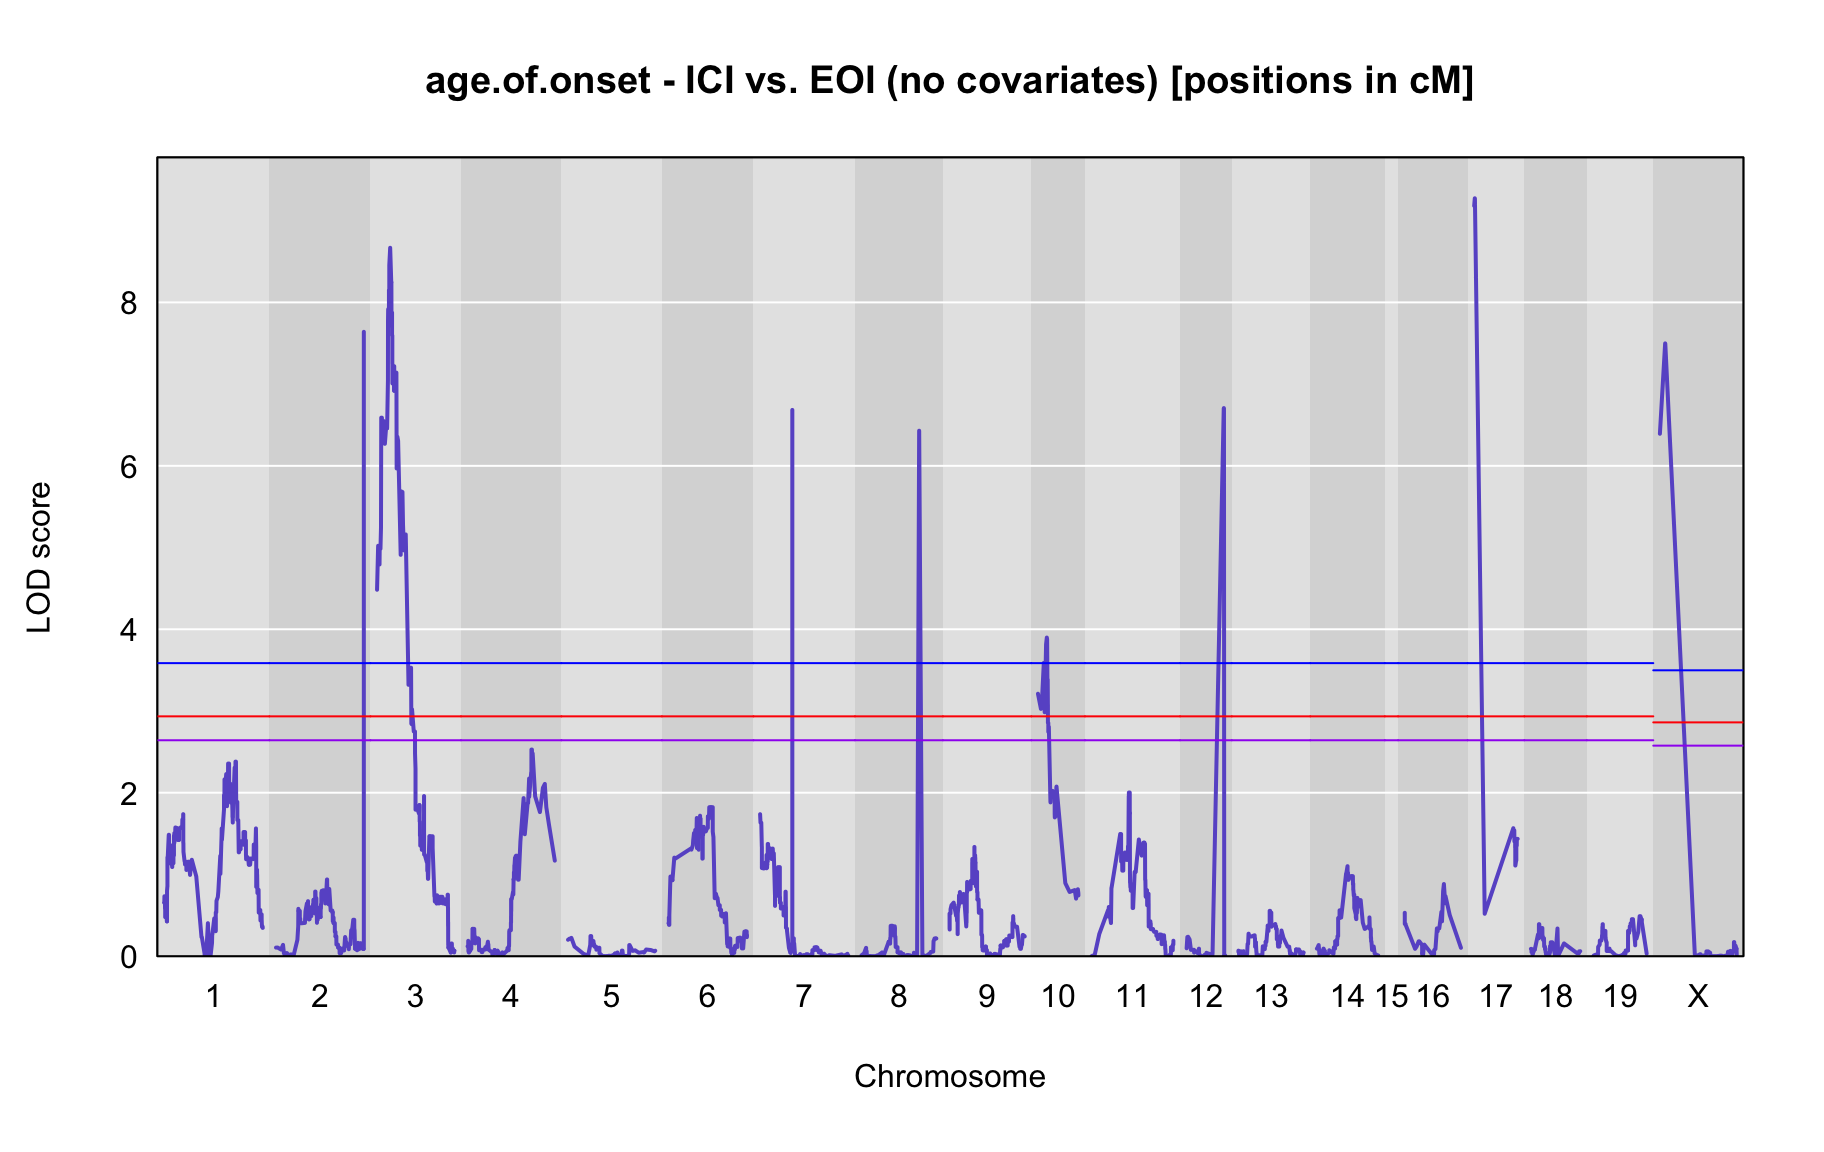 age.of.onset - ICI vs. EOI (no covariates) [positions in cM]
LOD score
8
6
4
2
0
1 2 3 4 5 6 7 8 9 10 11 12 13 14 15 16 17 18 19 X
Chromosome